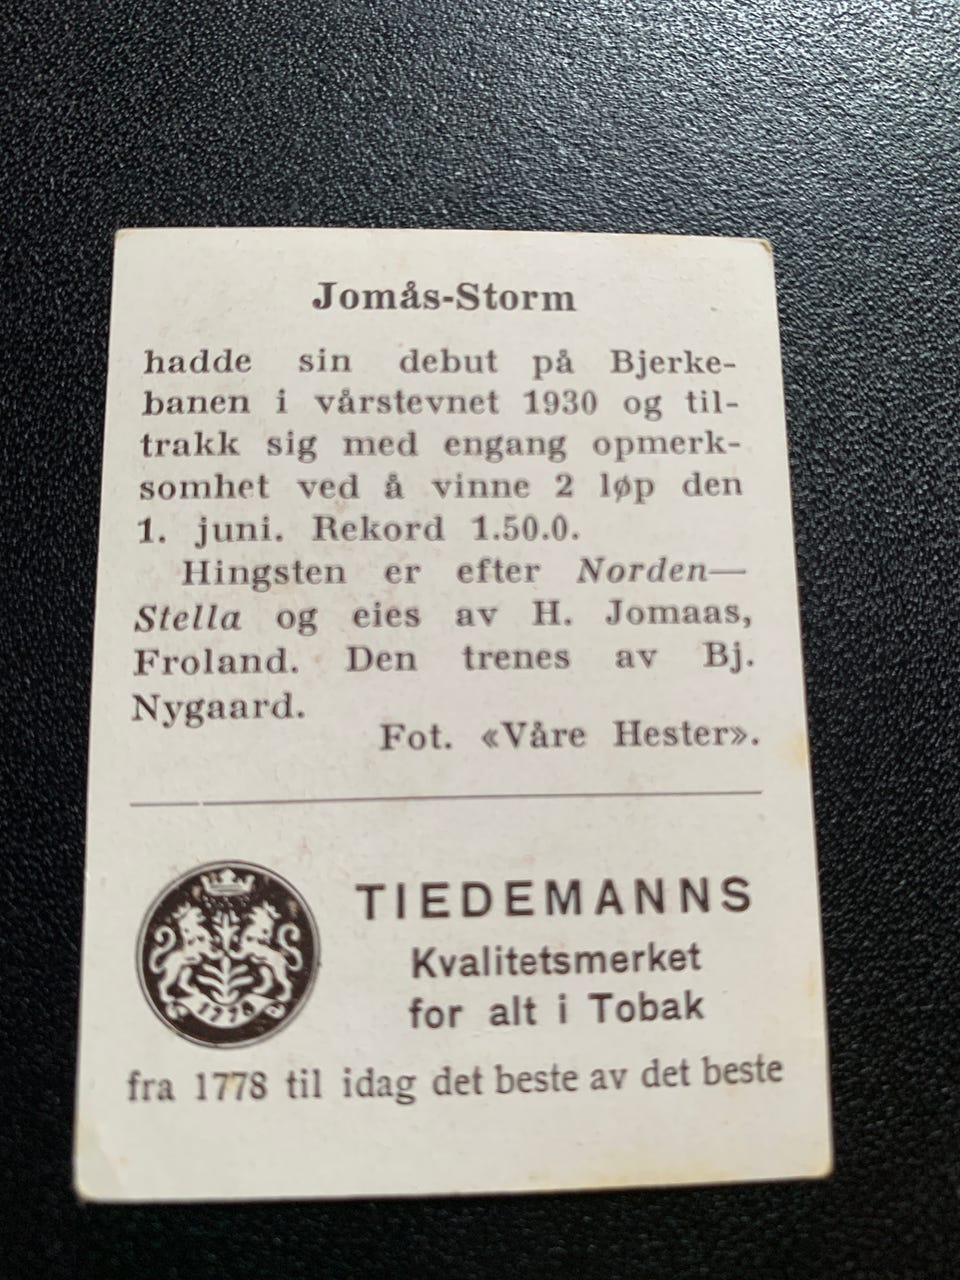 Jomås-Storm
hadde sin debut på Bjerke-
banen i vårstevnet 1930 og til-
trakk sig med engang opmerk-
somhet ved å vinne 2 løp den
1. juni. Rekord 1.50.0.
Hingsten er efter Norden—
Stella og eies av H. Jomaas,
Froland. Den trenes av Bj.
Nygaard.
Fot. «Våre Hester».
TIEDEMANNS
Kvalitetsmerket
for alt i Tobak
1778
fra 1778 til idag det beste av det beste